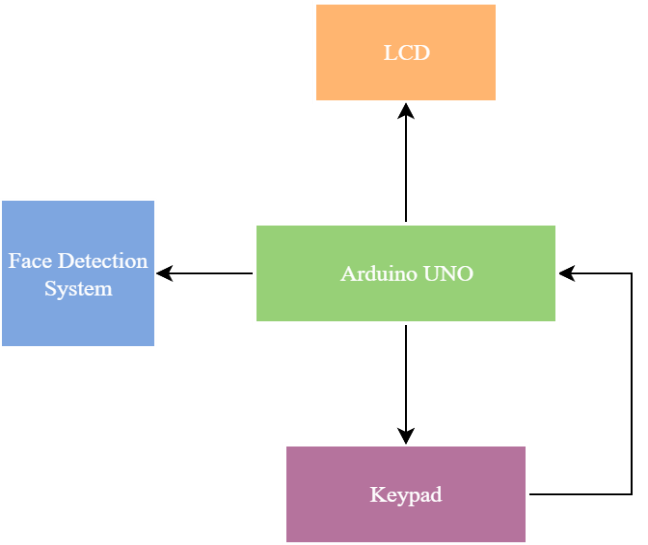 LCD
Face Detection
System
Arduino UNO
Keypad